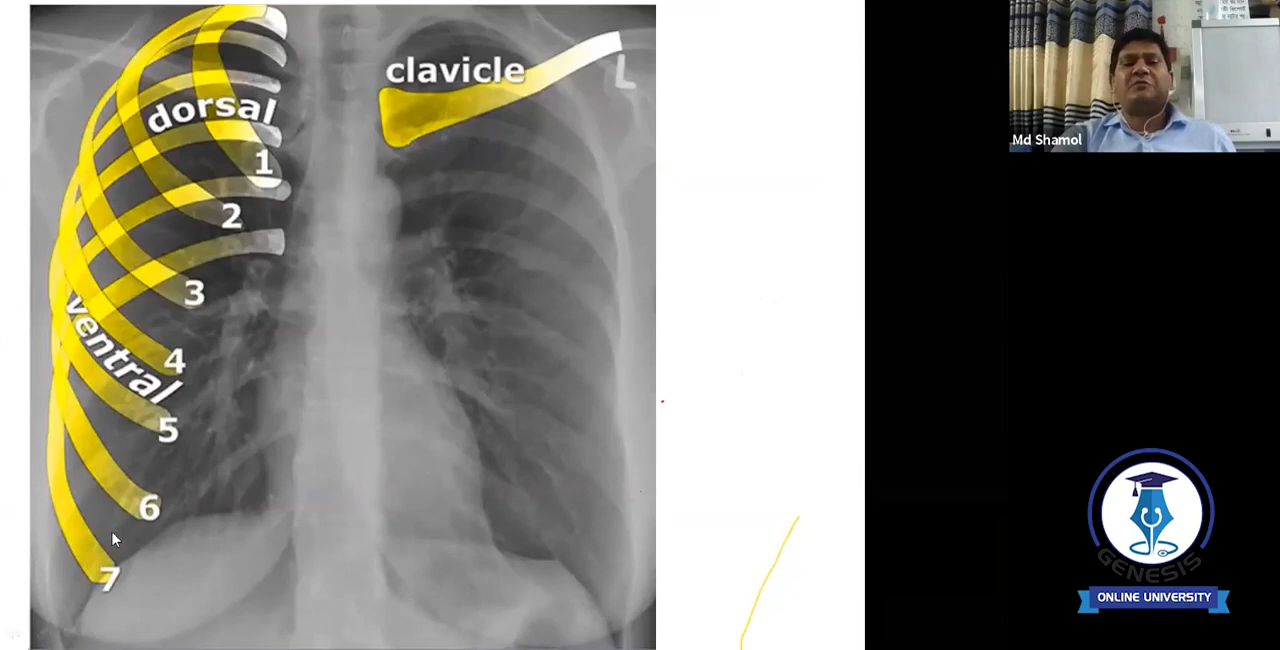 clavicle
L
dorsal
1
2
3
ventral
4
5
6
7
Md Shamol
GENESIS
ONLINE UNIVERSITY